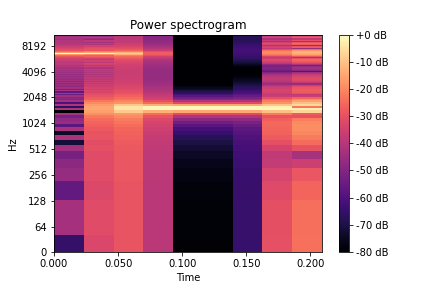 Power spectrogram
8192
4096
2048
1024
512
256
128
64
0
Hz
0.000 0.050 0.100 0.150 0.200
Time
+0 dB
-10 dB
-20 dB
-30 dB
-40 dB
-50 dB
-60 dB
-70 dB
-80 dB